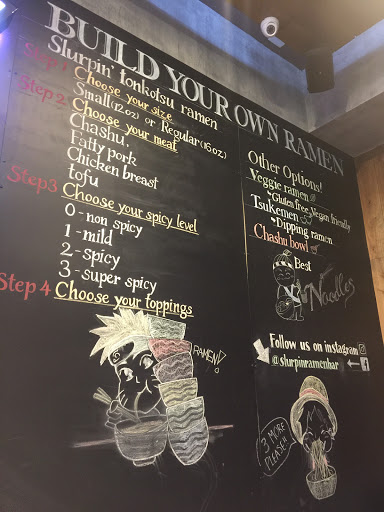 BUILD YOUR OWN RAMEN
Slurpin' tonkotsu ramen
Step 1 Choose your size
Small (12 oz) or Regular (16 oz)
Step 2 Choose your meat
Chashu,
Fatty pork
Chicken breast
tofu
Step 3 Choose your spicy level
0 - non spicy
1 - mild
2 - spicy
3 - super spicy
Step 4 Choose your toppings
RAMEN!
Other Options!
Veggie ramen
*Gluten free, Vegan friendly
Tsukemen
*Dipping ramen
Chashu bowl
Best
Noodles
Follow us on instagram
@slurpinramenbar
3 MORE
PLEASE!!